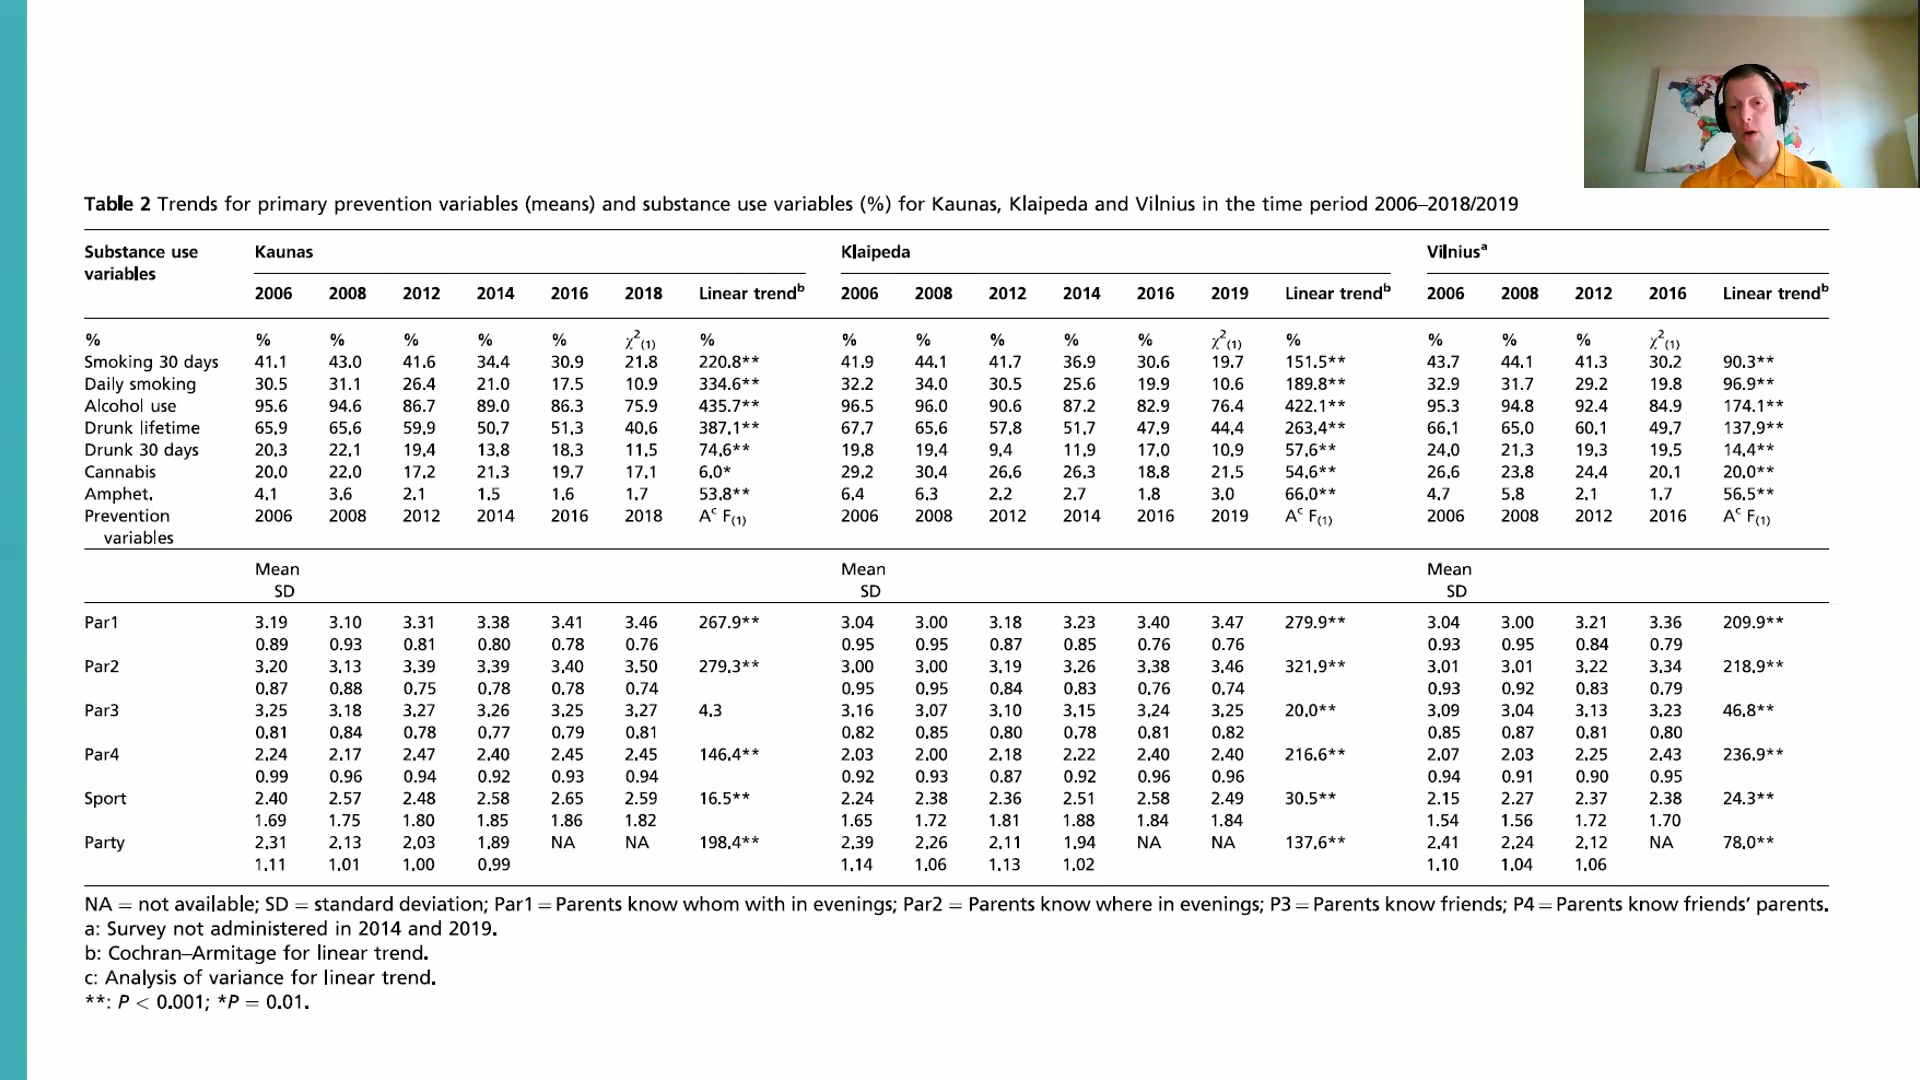 Table 2 Trends for primary prevention variables (means) and substance use variables (%) for Kaunas, Klaipeda and Vilnius in the time period 2006–2018/2019
Substance use variables Kaunas Klaipeda Vilniusᵃ
2006 2008 2012 2014 2016 2018 Linear trendᵇ 2006 2008 2012 2014 2016 2019 Linear trendᵇ 2006 2008 2012 2016 Linear trendᵇ
% % % % % % χ²₍₁₎ % % % % % % χ²₍₁₎ % % % % χ²₍₁₎
Smoking 30 days 41.1 43.0 41.6 34.4 30.9 21.8 220.8** 41.9 44.1 41.7 36.9 30.6 19.7 151.5** 43.7 44.1 41.3 30.2 90.3**
Daily smoking 30.5 31.1 26.4 21.0 17.5 10.9 334.6** 32.2 34.0 30.5 25.6 19.9 10.6 189.8** 32.9 31.7 29.2 19.8 96.9**
Alcohol use 95.6 94.6 86.7 89.0 86.3 75.9 435.7** 96.5 96.0 90.6 87.2 82.9 76.4 422.1** 95.3 94.8 92.4 84.9 174.1**
Drunk lifetime 65.9 65.6 59.9 50.7 51.3 40.6 387.1** 67.7 65.6 57.8 51.7 47.9 44.4 263.4** 66.1 65.0 60.1 49.7 137.9**
Drunk 30 days 20.3 22.1 19.4 13.8 18.3 11.5 74.6** 19.8 19.4 9.4 11.9 17.0 10.9 57.6** 24.0 21.3 19.3 19.5 14.4**
Cannabis 20.0 22.0 17.2 21.3 19.7 17.1 6.0* 29.2 30.4 26.6 26.3 18.8 21.5 54.6** 26.6 23.8 24.4 20.1 20.0**
Amphet. 4.1 3.6 2.1 1.5 1.6 1.7 53.8** 6.4 6.3 2.2 2.7 1.8 3.0 66.0** 4.7 5.8 2.1 1.7 56.5**
Prevention variables 2006 2008 2012 2014 2016 2018 Aᶜ F₍₁₎ 2006 2008 2012 2014 2016 2019 Aᶜ F₍₁₎ 2006 2008 2012 2016 Aᶜ F₍₁₎
Mean Mean Mean
SD SD SD
Par1 3.19 3.10 3.31 3.38 3.41 3.46 267.9** 3.04 3.00 3.18 3.23 3.40 3.47 279.9** 3.04 3.00 3.21 3.36 209.9**
0.89 0.93 0.81 0.80 0.78 0.76 0.95 0.95 0.87 0.85 0.76 0.76 0.93 0.95 0.84 0.79
Par2 3.20 3.13 3.39 3.39 3.40 3.50 279.3** 3.00 3.00 3.19 3.26 3.38 3.46 321.9** 3.01 3.01 3.22 3.34 218.9**
0.87 0.88 0.75 0.78 0.78 0.74 0.95 0.95 0.84 0.83 0.76 0.74 0.93 0.92 0.83 0.79
Par3 3.25 3.18 3.27 3.26 3.25 3.27 4.3 3.16 3.07 3.10 3.15 3.24 3.25 20.0** 3.09 3.04 3.13 3.23 46.8**
0.81 0.84 0.78 0.77 0.79 0.81 0.82 0.85 0.80 0.78 0.81 0.82 0.85 0.87 0.81 0.80
Par4 2.24 2.17 2.47 2.40 2.45 2.45 146.4** 2.03 2.00 2.18 2.22 2.40 2.40 216.6** 2.07 2.03 2.25 2.43 236.9**
0.99 0.96 0.94 0.92 0.93 0.94 0.92 0.93 0.87 0.92 0.96 0.96 0.94 0.91 0.90 0.95
Sport 2.40 2.57 2.48 2.58 2.65 2.59 16.5** 2.24 2.38 2.36 2.51 2.58 2.49 30.5** 2.15 2.27 2.37 2.38 24.3**
1.69 1.75 1.80 1.85 1.86 1.82 1.65 1.72 1.81 1.88 1.84 1.84 1.54 1.56 1.72 1.70
Party 2.31 2.13 2.03 1.89 NA NA 198.4** 2.39 2.26 2.11 1.94 NA NA 137.6** 2.41 2.24 2.12 NA 78.0**
1.11 1.01 1.00 0.99 1.14 1.06 1.13 1.02 1.10 1.04 1.06
NA = not available; SD = standard deviation; Par1 = Parents know whom with in evenings; Par2 = Parents know where in evenings; P3 = Parents know friends; P4 = Parents know friends' parents.
a: Survey not administered in 2014 and 2019.
b: Cochran–Armitage for linear trend.
c: Analysis of variance for linear trend.
**: P < 0.001; *P = 0.01.